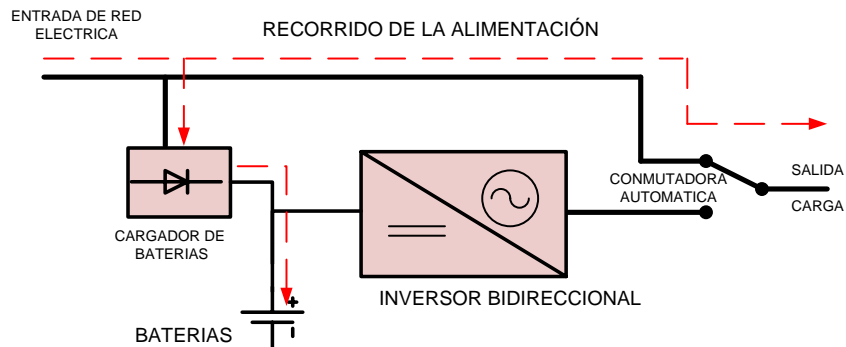 ENTRADA DE RED
ELECTRICA
RECORRIDO DE LA ALIMENTACIÓN
CONMUTADORA
AUTOMATICA
SALIDA
CARGA
CARGADOR DE
BATERIAS
INVERSOR BIDIRECCIONAL
BATERIAS